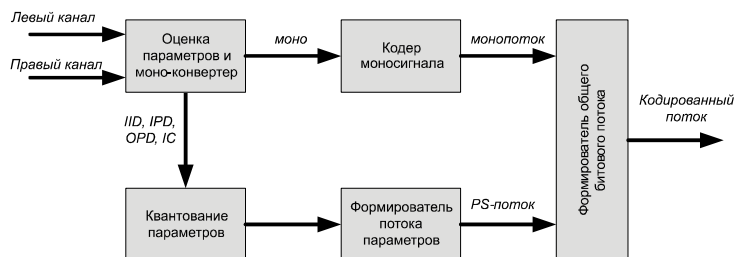 Левый канал
Правый канал
Оценка
параметров и
моно-конвертер
моно
Кодер
моносигнала
монопоток
Формирователь общего
битового потока
Кодированный
поток
IID, IPD,
OPD, IC
Квантование
параметров
Формирователь
потока
параметров
PS-поток